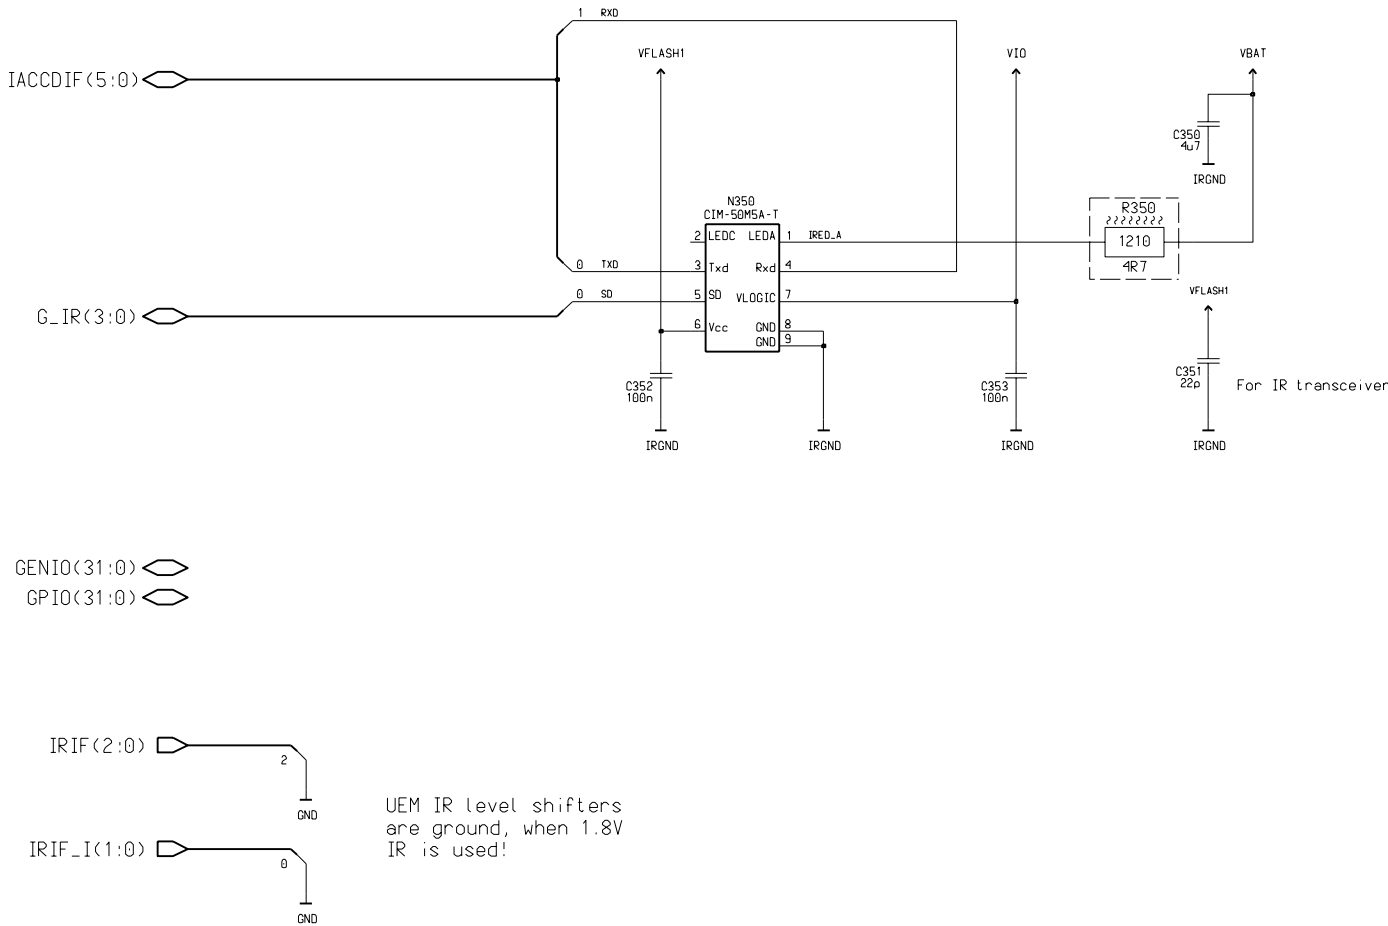 1 RXD
IACCDIF(5:0)
VFLASH1
VIO
VBAT
C350
4u7
IRGND
N350
CIM-50M5A-T
R350
1210
4R7
2 LEDC LEDA 1 IRED_A
0 TXD 3 Txd Rxd 4
0 SD 5 SD VLOGIC 7
6 Vcc GND 8
GND 9
G_IR(3:0)
VFLASH1
C352
100n
IRGND
IRGND
C353
100n
IRGND
C351
22p
For IR transceiver
IRGND
GENIO(31:0)
GPIO(31:0)
IRIF(2:0)
2
GND
IRIF_I(1:0)
0
GND
UEM IR level shifters
are ground, when 1.8V
IR is used!